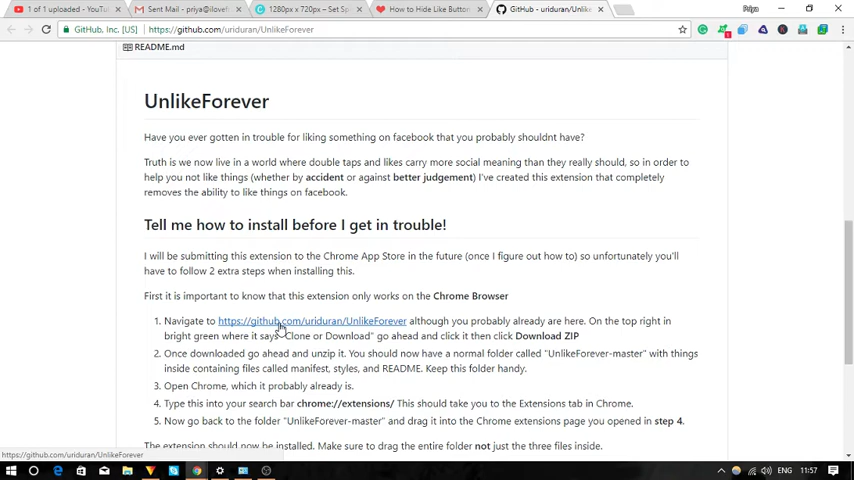 1 of 1 uploaded - YouTu
Sent Mail - priya@ilovef
1280px x 720px – Set Sp
How to Hide Like Button
GitHub - uriduran/Unlike
Priya
GitHub, Inc. [US]
https://github.com/uriduran/UnlikeForever
README.md
UnlikeForever
Have you ever gotten in trouble for liking something on facebook that you probably shouldnt have?
Truth is we now live in a world where double taps and likes carry more social meaning than they really should, so in order to
help you not like things (whether by accident or against better judgement) I've created this extension that completely
removes the ability to like things on facebook.
Tell me how to install before I get in trouble!
I will be submitting this extension to the Chrome App Store in the future (once I figure out how to) so unfortunately you'll
have to follow 2 extra steps when installing this.
First it is important to know that this extension only works on the Chrome Browser
1. Navigate to https://github.com/uriduran/UnlikeForever although you probably already are here. On the top right in
bright green where it says "Clone or Download" go ahead and click it then click Download ZIP
2. Once downloaded go ahead and unzip it. You should now have a normal folder called "UnlikeForever-master" with things
inside containing files called manifest, styles, and README. Keep this folder handy.
3. Open Chrome, which it probably already is.
4. Type this into your search bar chrome://extensions/ This should take you to the Extensions tab in Chrome.
5. Now go back to the folder "UnlikeForever-master" and drag it into the Chrome extensions page you opened in step 4.
The extension should now be installed. Make sure to drag the entire folder not just the three files inside.
https://github.com/uriduran/UnlikeForever
ENG
11:57